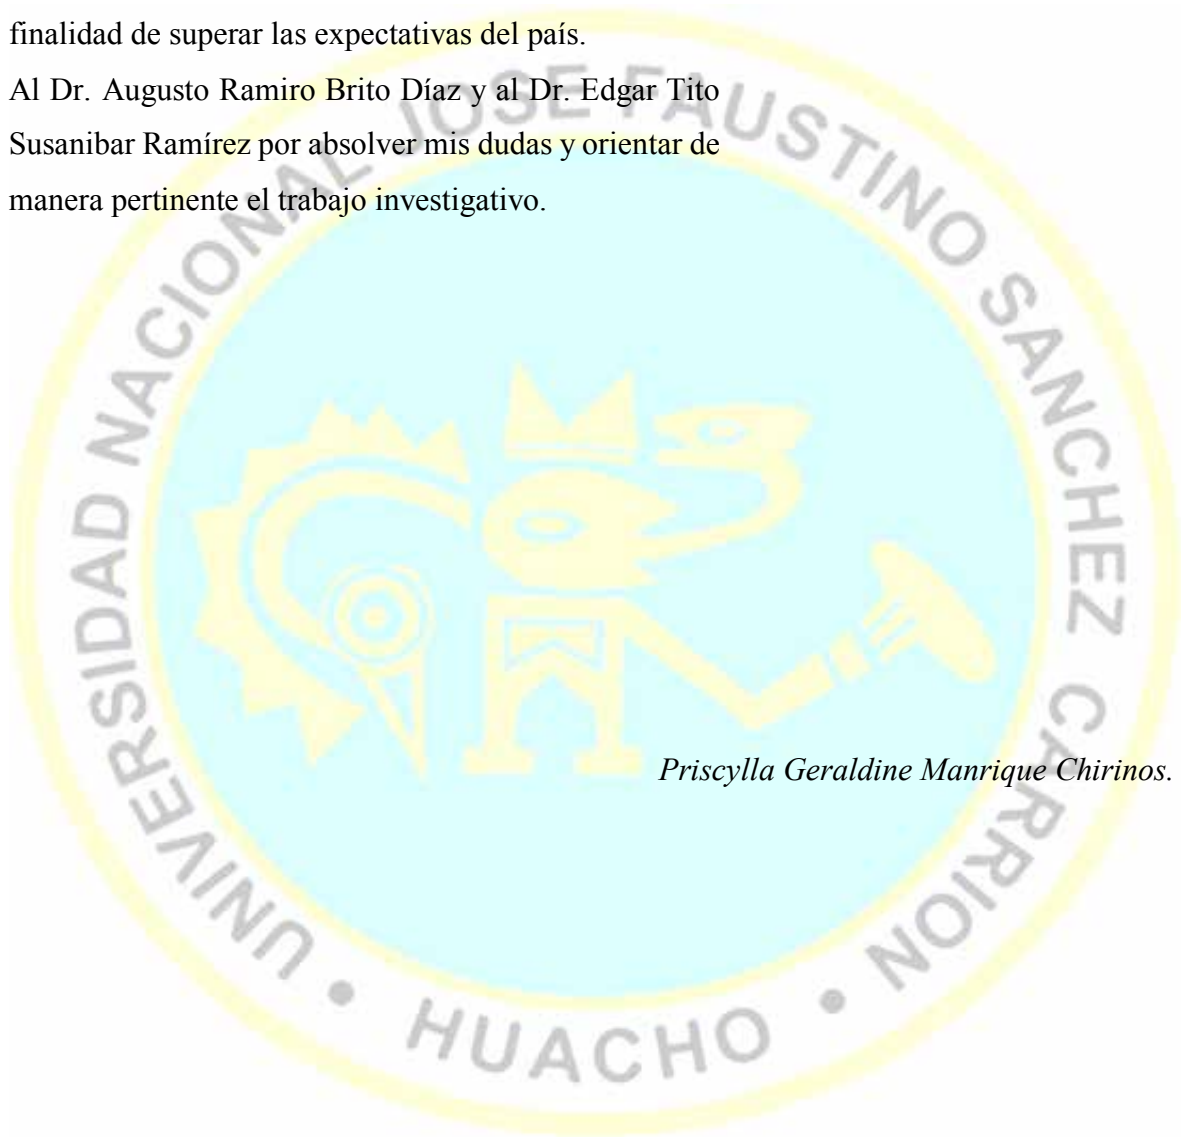 finalidad de superar las expectativas del país.
Al Dr. Augusto Ramiro Brito Díaz y al Dr. Edgar Tito
Susanibar Ramírez por absolver mis dudas y orientar de
manera pertinente el trabajo investigativo.
UNIVERSIDAD NACIONAL JOSE FAUSTINO SANCHEZ CARRION
• HUACHO •
Priscylla Geraldine Manrique Chirinos.